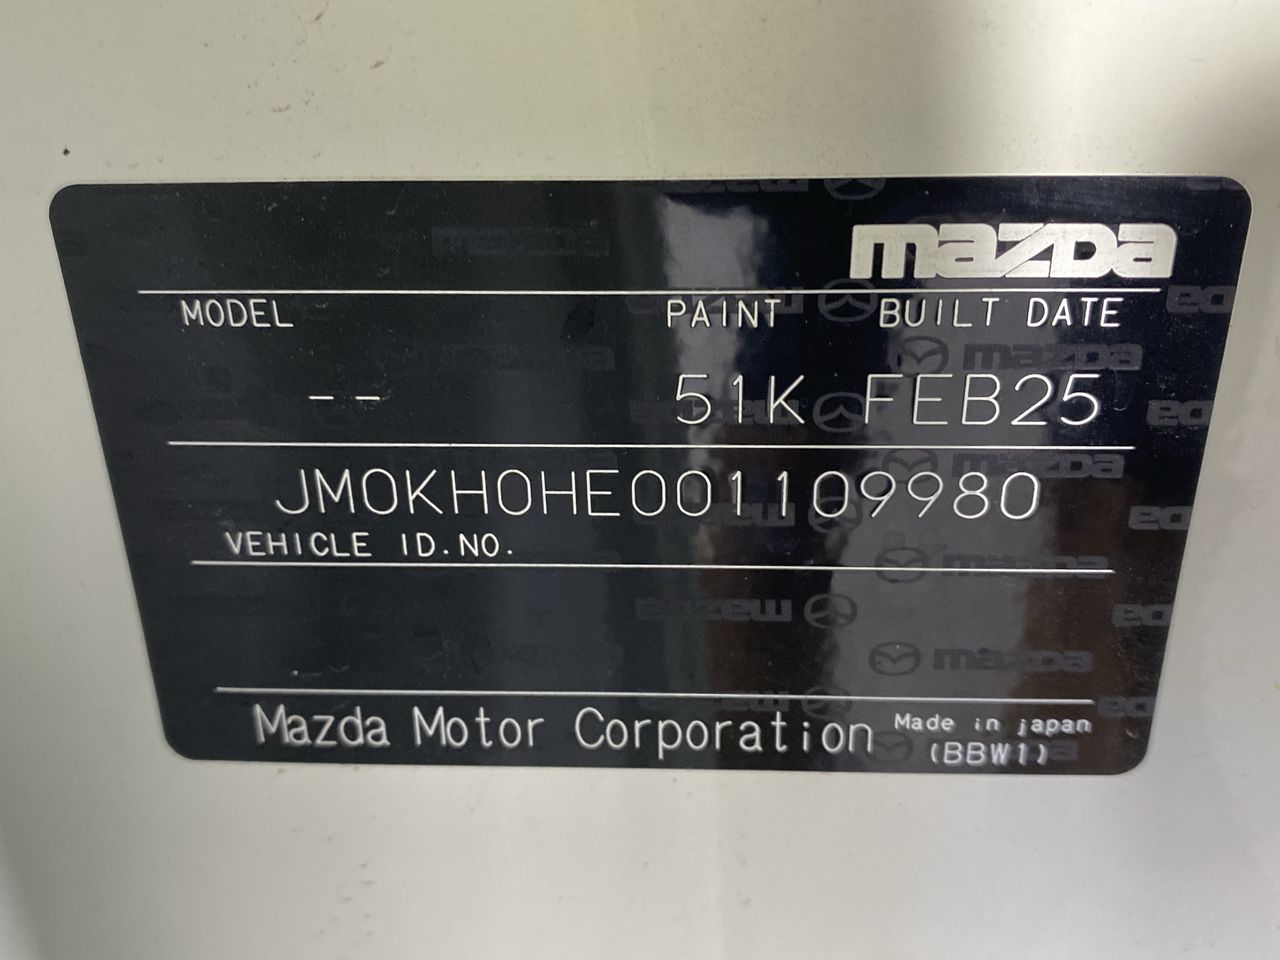 mazda
MODEL PAINT BUILT DATE
-- 51K FEB25
JM0KH0HE001109980
VEHICLE ID.NO.
Mazda Motor Corporation Made in japan
(BBW1)